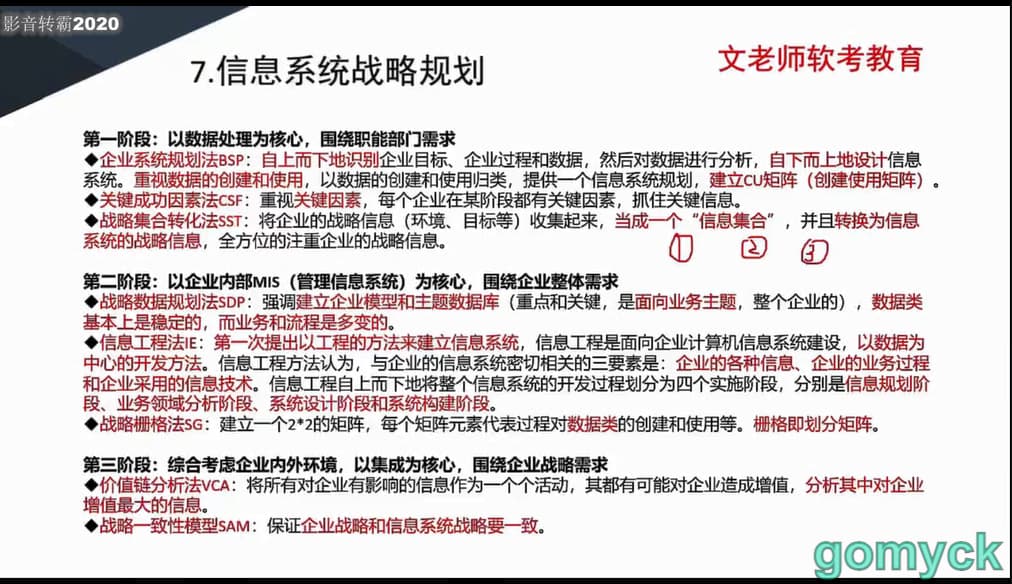 影音转霸2020
7.信息系统战略规划
文老师软考教育
第一阶段：以数据处理为核心，围绕职能部门需求
◆企业系统规划法BSP：自上而下地识别企业目标、企业过程和数据，然后对数据进行分析，自下而上地设计信息
系统。重视数据的创建和使用，以数据的创建和使用归类，提供一个信息系统规划，建立CU矩阵（创建使用矩阵）。
◆关键成功因素法CSF：重视关键因素，每个企业在某阶段都有关键因素，抓住关键信息。
◆战略集合转化法SST：将企业的战略信息（环境、目标等）收集起来，当成一个“信息集合”，并且转换为信息
系统的战略信息，全方位的注重企业的战略信息。
① ② ③
第二阶段：以企业内部MIS（管理信息系统）为核心，围绕企业整体需求
◆战略数据规划法SDP：强调建立企业模型和主题数据库（重点和关键，是面向业务主题，整个企业的），数据类
基本上是稳定的，而业务和流程是多变的。
◆信息工程法IE：第一次提出以工程的方法来建立信息系统，信息工程是面向企业计算机信息系统建设，以数据为
中心的开发方法。信息工程方法认为，与企业的信息系统密切相关的三要素是：企业的各种信息、企业的业务过程
和企业采用的信息技术。信息工程自上而下地将整个信息系统的开发过程划分为四个实施阶段，分别是信息规划阶
段、业务领域分析阶段、系统设计阶段和系统构建阶段。
◆战略栅格法SG：建立一个2*2的矩阵，每个矩阵元素代表过程对数据类的创建和使用等。栅格即划分矩阵。
第三阶段：综合考虑企业内外环境，以集成为核心，围绕企业战略需求
◆价值链分析法VCA：将所有对企业有影响的信息作为一个个活动，其都有可能对企业造成增值，分析其中对企业
增值最大的信息。
◆战略一致性模型SAM：保证企业战略和信息系统战略要一致。
gomyck